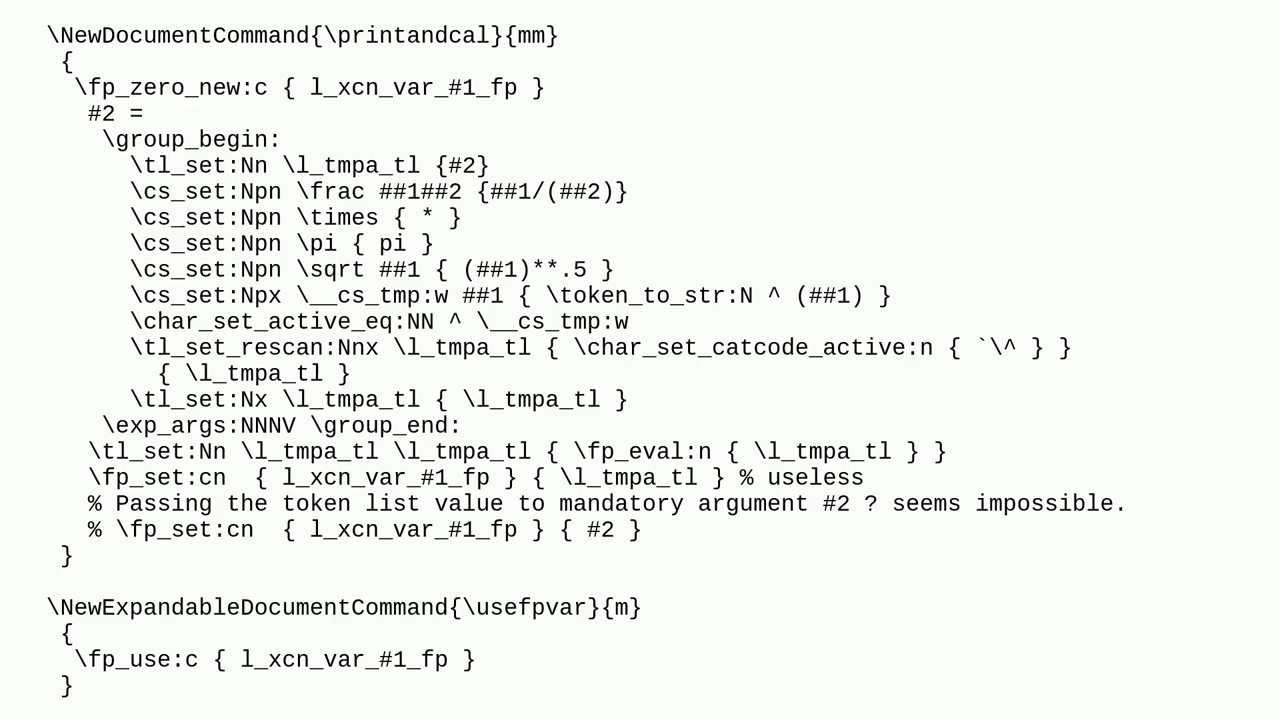 \NewDocumentCommand{\printandcal}{mm}
 {
  \fp_zero_new:c { l_xcn_var_#1_fp }
   #2 =
    \group_begin:
      \tl_set:Nn \l_tmpa_tl {#2}
      \cs_set:Npn \frac ##1##2 {##1/(##2)}
      \cs_set:Npn \times { * }
      \cs_set:Npn \pi { pi }
      \cs_set:Npn \sqrt ##1 { (##1)**.5 }
      \cs_set:Npx \__cs_tmp:w ##1 { \token_to_str:N ^ (##1) }
      \char_set_active_eq:NN ^ \__cs_tmp:w
      \tl_set_rescan:Nnx \l_tmpa_tl { \char_set_catcode_active:n { `\^ } }
        { \l_tmpa_tl }
      \tl_set:Nx \l_tmpa_tl { \l_tmpa_tl }
    \exp_args:NNNV \group_end:
   \tl_set:Nn \l_tmpa_tl \l_tmpa_tl { \fp_eval:n { \l_tmpa_tl } }
   \fp_set:cn  { l_xcn_var_#1_fp } { \l_tmpa_tl } % useless
   % Passing the token list value to mandatory argument #2 ? seems impossible.
   % \fp_set:cn  { l_xcn_var_#1_fp } { #2 }
 }

\NewExpandableDocumentCommand{\usefpvar}{m}
 {
  \fp_use:c { l_xcn_var_#1_fp }
 }